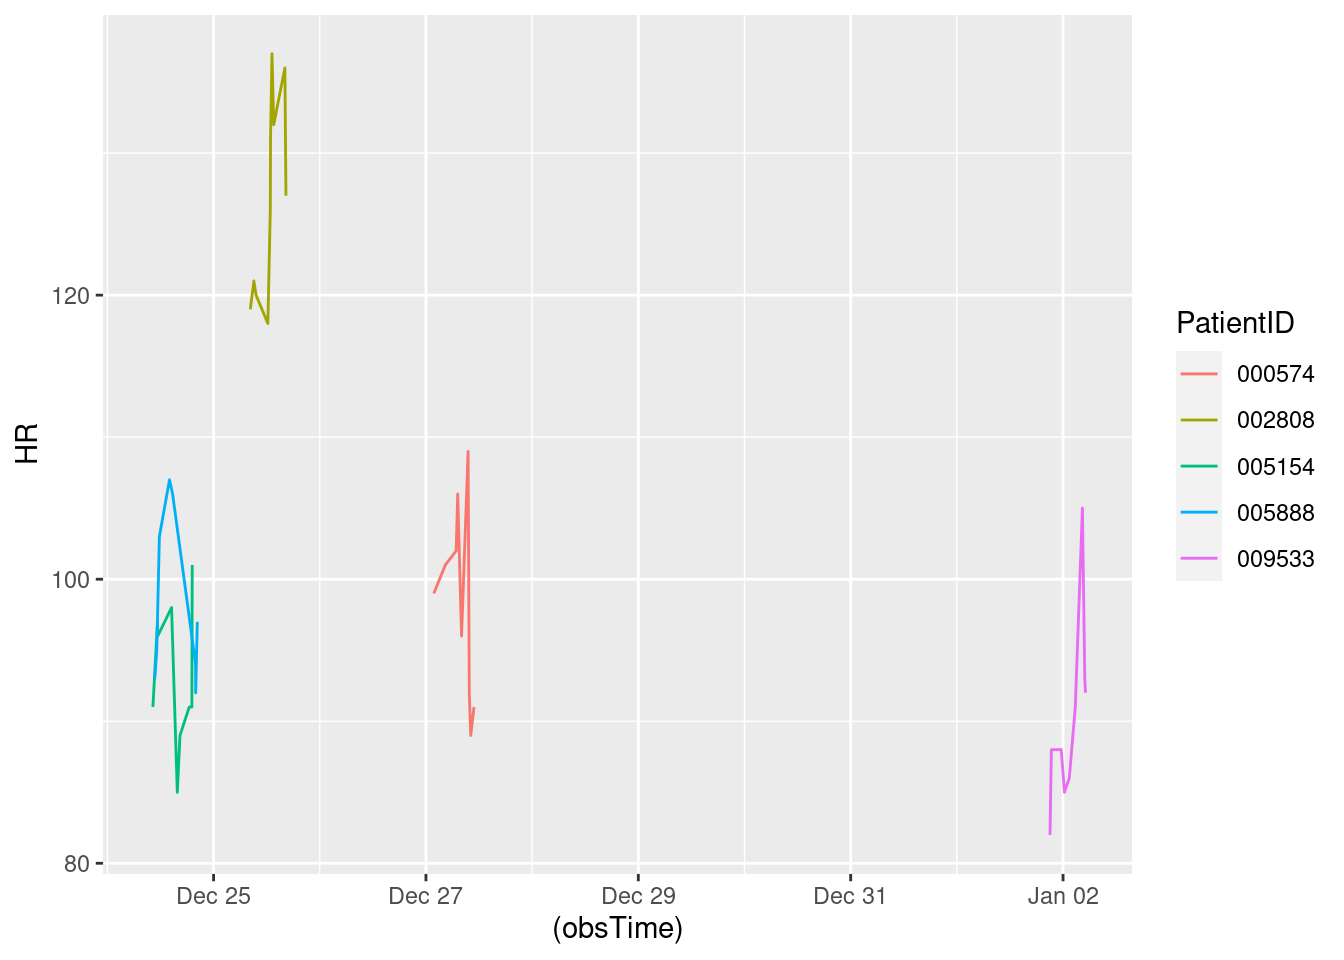 HR
120
100
80
Dec 25
Dec 27
Dec 29
Dec 31
Jan 02
(obsTime)
PatientID
000574
002808
005154
005888
009533